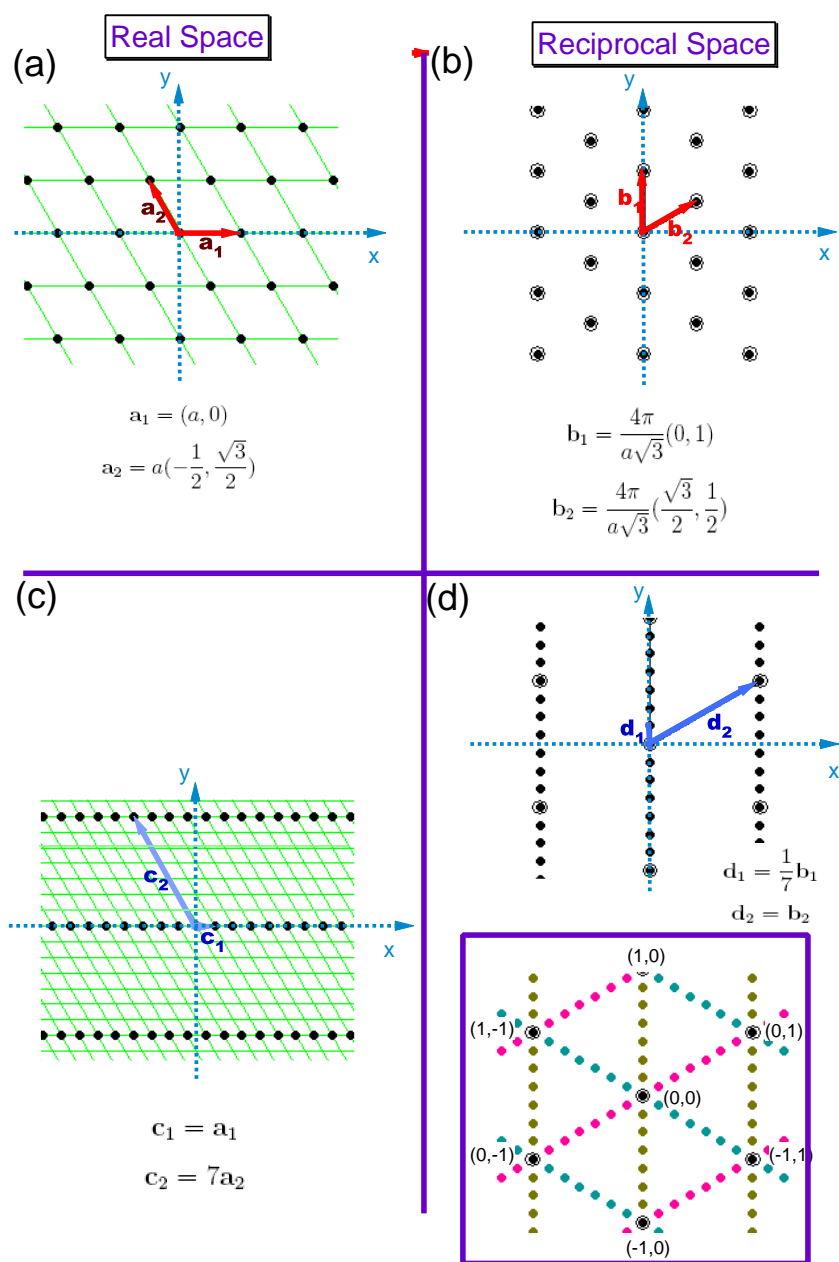 Real Space
Reciprocal Space
(a)
y
a₂
a₁
x
a₁ = (a, 0)
a₂ = a(−1/2, √3/2)
(b)
y
b₁
b₂
x
b₁ = 4π/a√3 (0, 1)
b₂ = 4π/a√3 (√3/2, 1/2)
(c)
y
c₂
c₁
x
c₁ = a₁
c₂ = 7a₂
(d)
y
d₁
d₂
x
d₁ = 1/7 b₁
d₂ = b₂
(1,0)
(1,-1)
(0,1)
(0,0)
(0,-1)
(-1,1)
(-1,0)